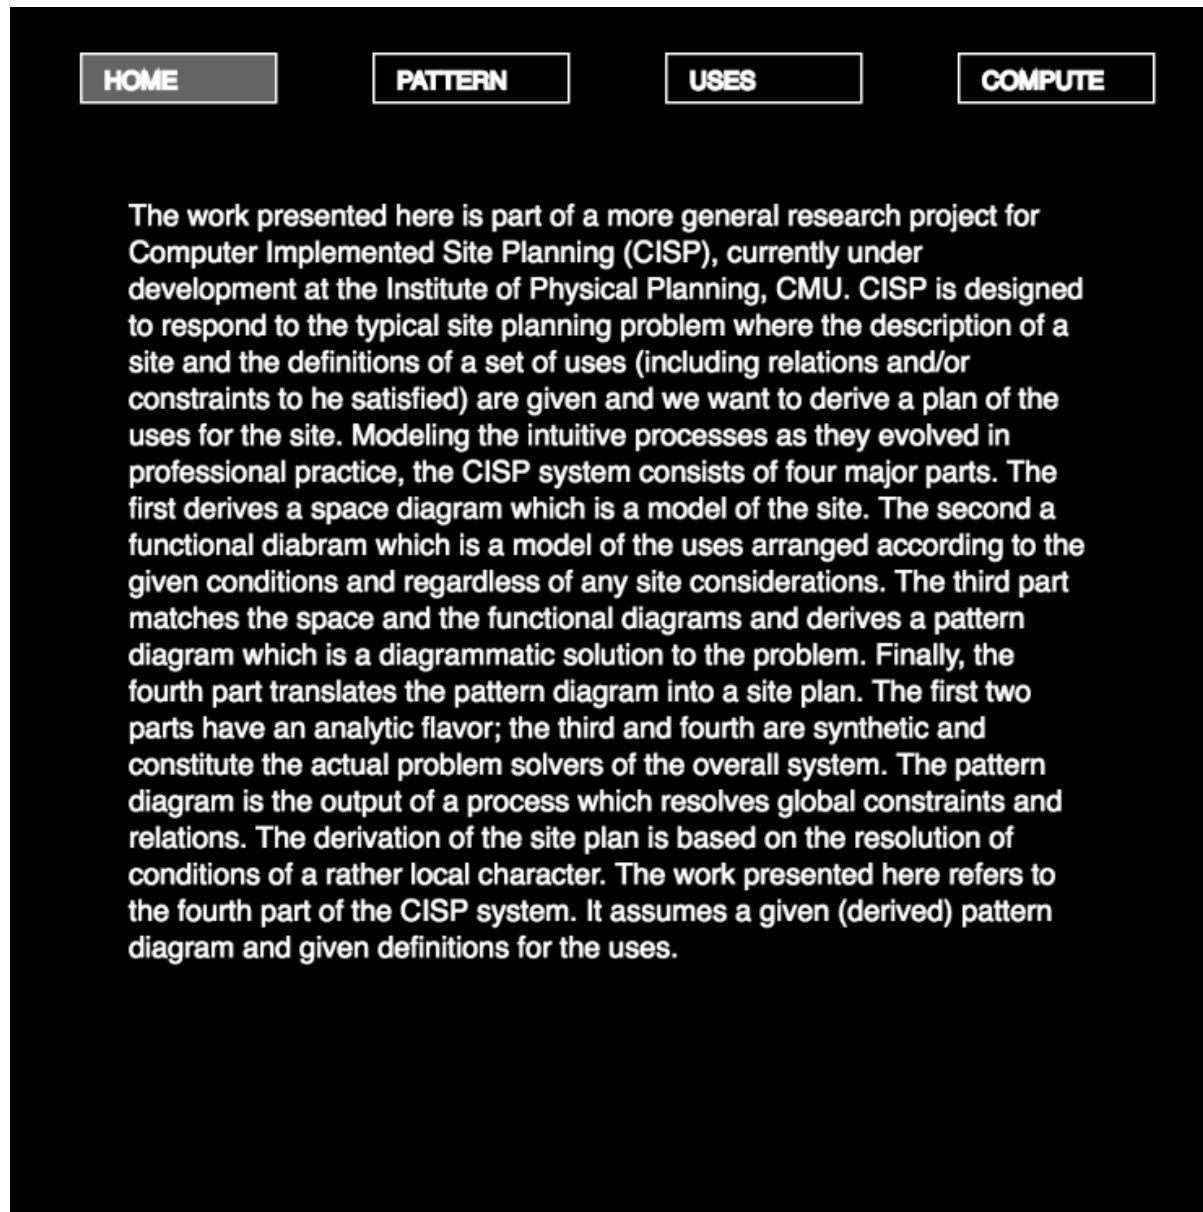 HOME
PATTERN
USES
COMPUTE
The work presented here is part of a more general research project for
Computer Implemented Site Planning (CISP), currently under
development at the Institute of Physical Planning, CMU. CISP is designed
to respond to the typical site planning problem where the description of a
site and the definitions of a set of uses (including relations and/or
constraints to he satisfied) are given and we want to derive a plan of the
uses for the site. Modeling the intuitive processes as they evolved in
professional practice, the CISP system consists of four major parts. The
first derives a space diagram which is a model of the site. The second a
functional diabram which is a model of the uses arranged according to the
given conditions and regardless of any site considerations. The third part
matches the space and the functional diagrams and derives a pattern
diagram which is a diagrammatic solution to the problem. Finally, the
fourth part translates the pattern diagram into a site plan. The first two
parts have an analytic flavor; the third and fourth are synthetic and
constitute the actual problem solvers of the overall system. The pattern
diagram is the output of a process which resolves global constraints and
relations. The derivation of the site plan is based on the resolution of
conditions of a rather local character. The work presented here refers to
the fourth part of the CISP system. It assumes a given (derived) pattern
diagram and given definitions for the uses.